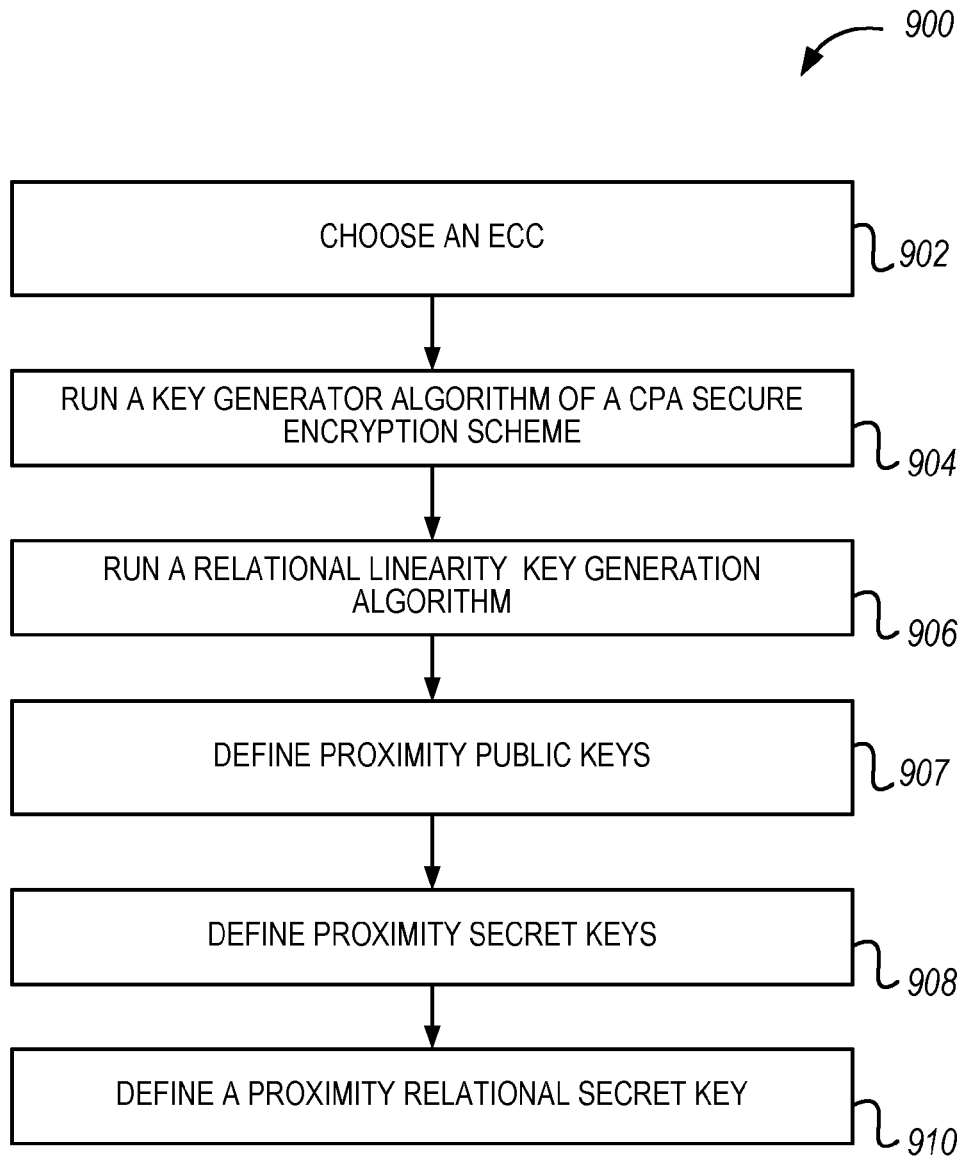 900
CHOOSE AN ECC
902
RUN A KEY GENERATOR ALGORITHM OF A CPA SECURE
ENCRYPTION SCHEME
904
RUN A RELATIONAL LINEARITY KEY GENERATION
ALGORITHM
906
DEFINE PROXIMITY PUBLIC KEYS
907
DEFINE PROXIMITY SECRET KEYS
908
DEFINE A PROXIMITY RELATIONAL SECRET KEY
910